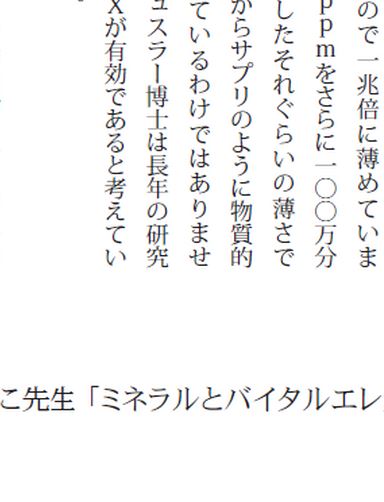 ので一兆倍に薄めていま
ppmをさらに一〇〇万分
したそれぐらいの薄さで
からサプリのように物質的
ているわけではありませ
ュスラー博士は長年の研究
Xが有効であると考えてい
こ先生「ミネラルとバイタルエレ